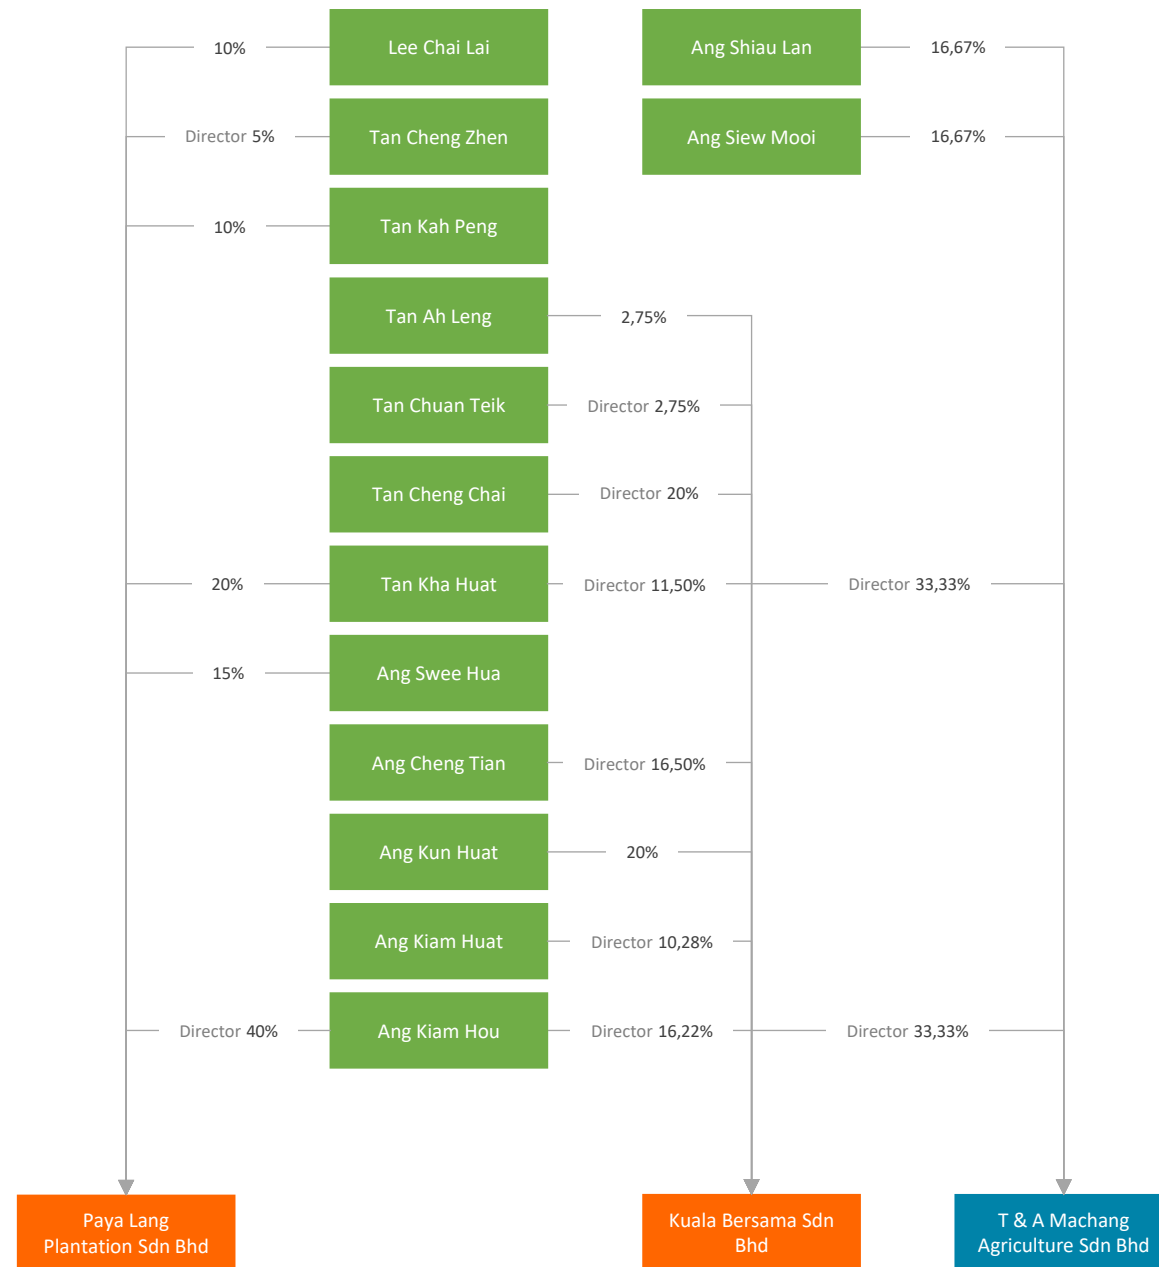 10%
Lee Chai Lai
Ang Shiau Lan
16,67%
Director 5%
Tan Cheng Zhen
Ang Siew Mooi
16,67%
10%
Tan Kah Peng
Tan Ah Leng
2,75%
Tan Chuan Teik
Director 2,75%
Tan Cheng Chai
Director 20%
20%
Tan Kha Huat
Director 11,50%
Director 33,33%
15%
Ang Swee Hua
Ang Cheng Tian
Director 16,50%
Ang Kun Huat
20%
Ang Kiam Huat
Director 10,28%
Director 40%
Ang Kiam Hou
Director 16,22%
Director 33,33%
Paya Lang
Plantation Sdn Bhd
Kuala Bersama Sdn
Bhd
T & A Machang
Agriculture Sdn Bhd